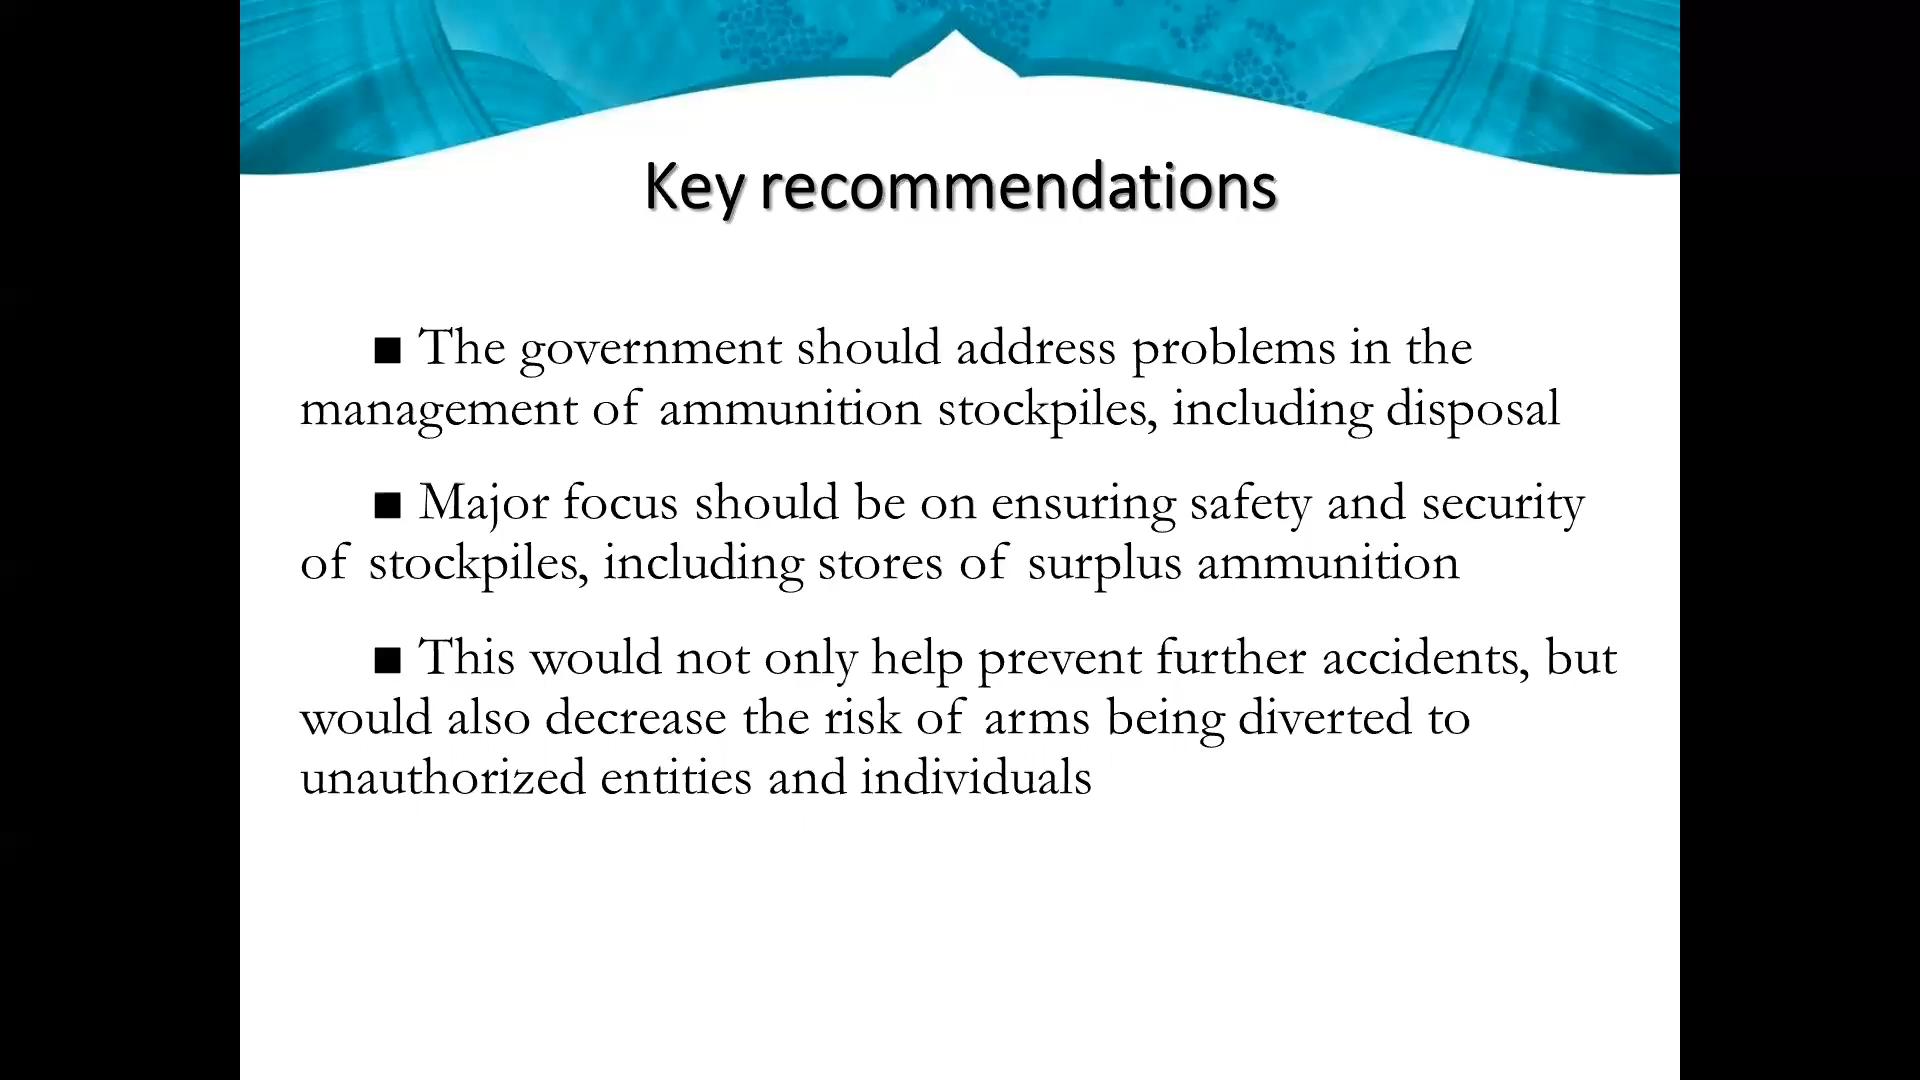 Key recommendations
■ The government should address problems in the
management of ammunition stockpiles, including disposal
■ Major focus should be on ensuring safety and security
of stockpiles, including stores of surplus ammunition
■ This would not only help prevent further accidents, but
would also decrease the risk of arms being diverted to
unauthorized entities and individuals